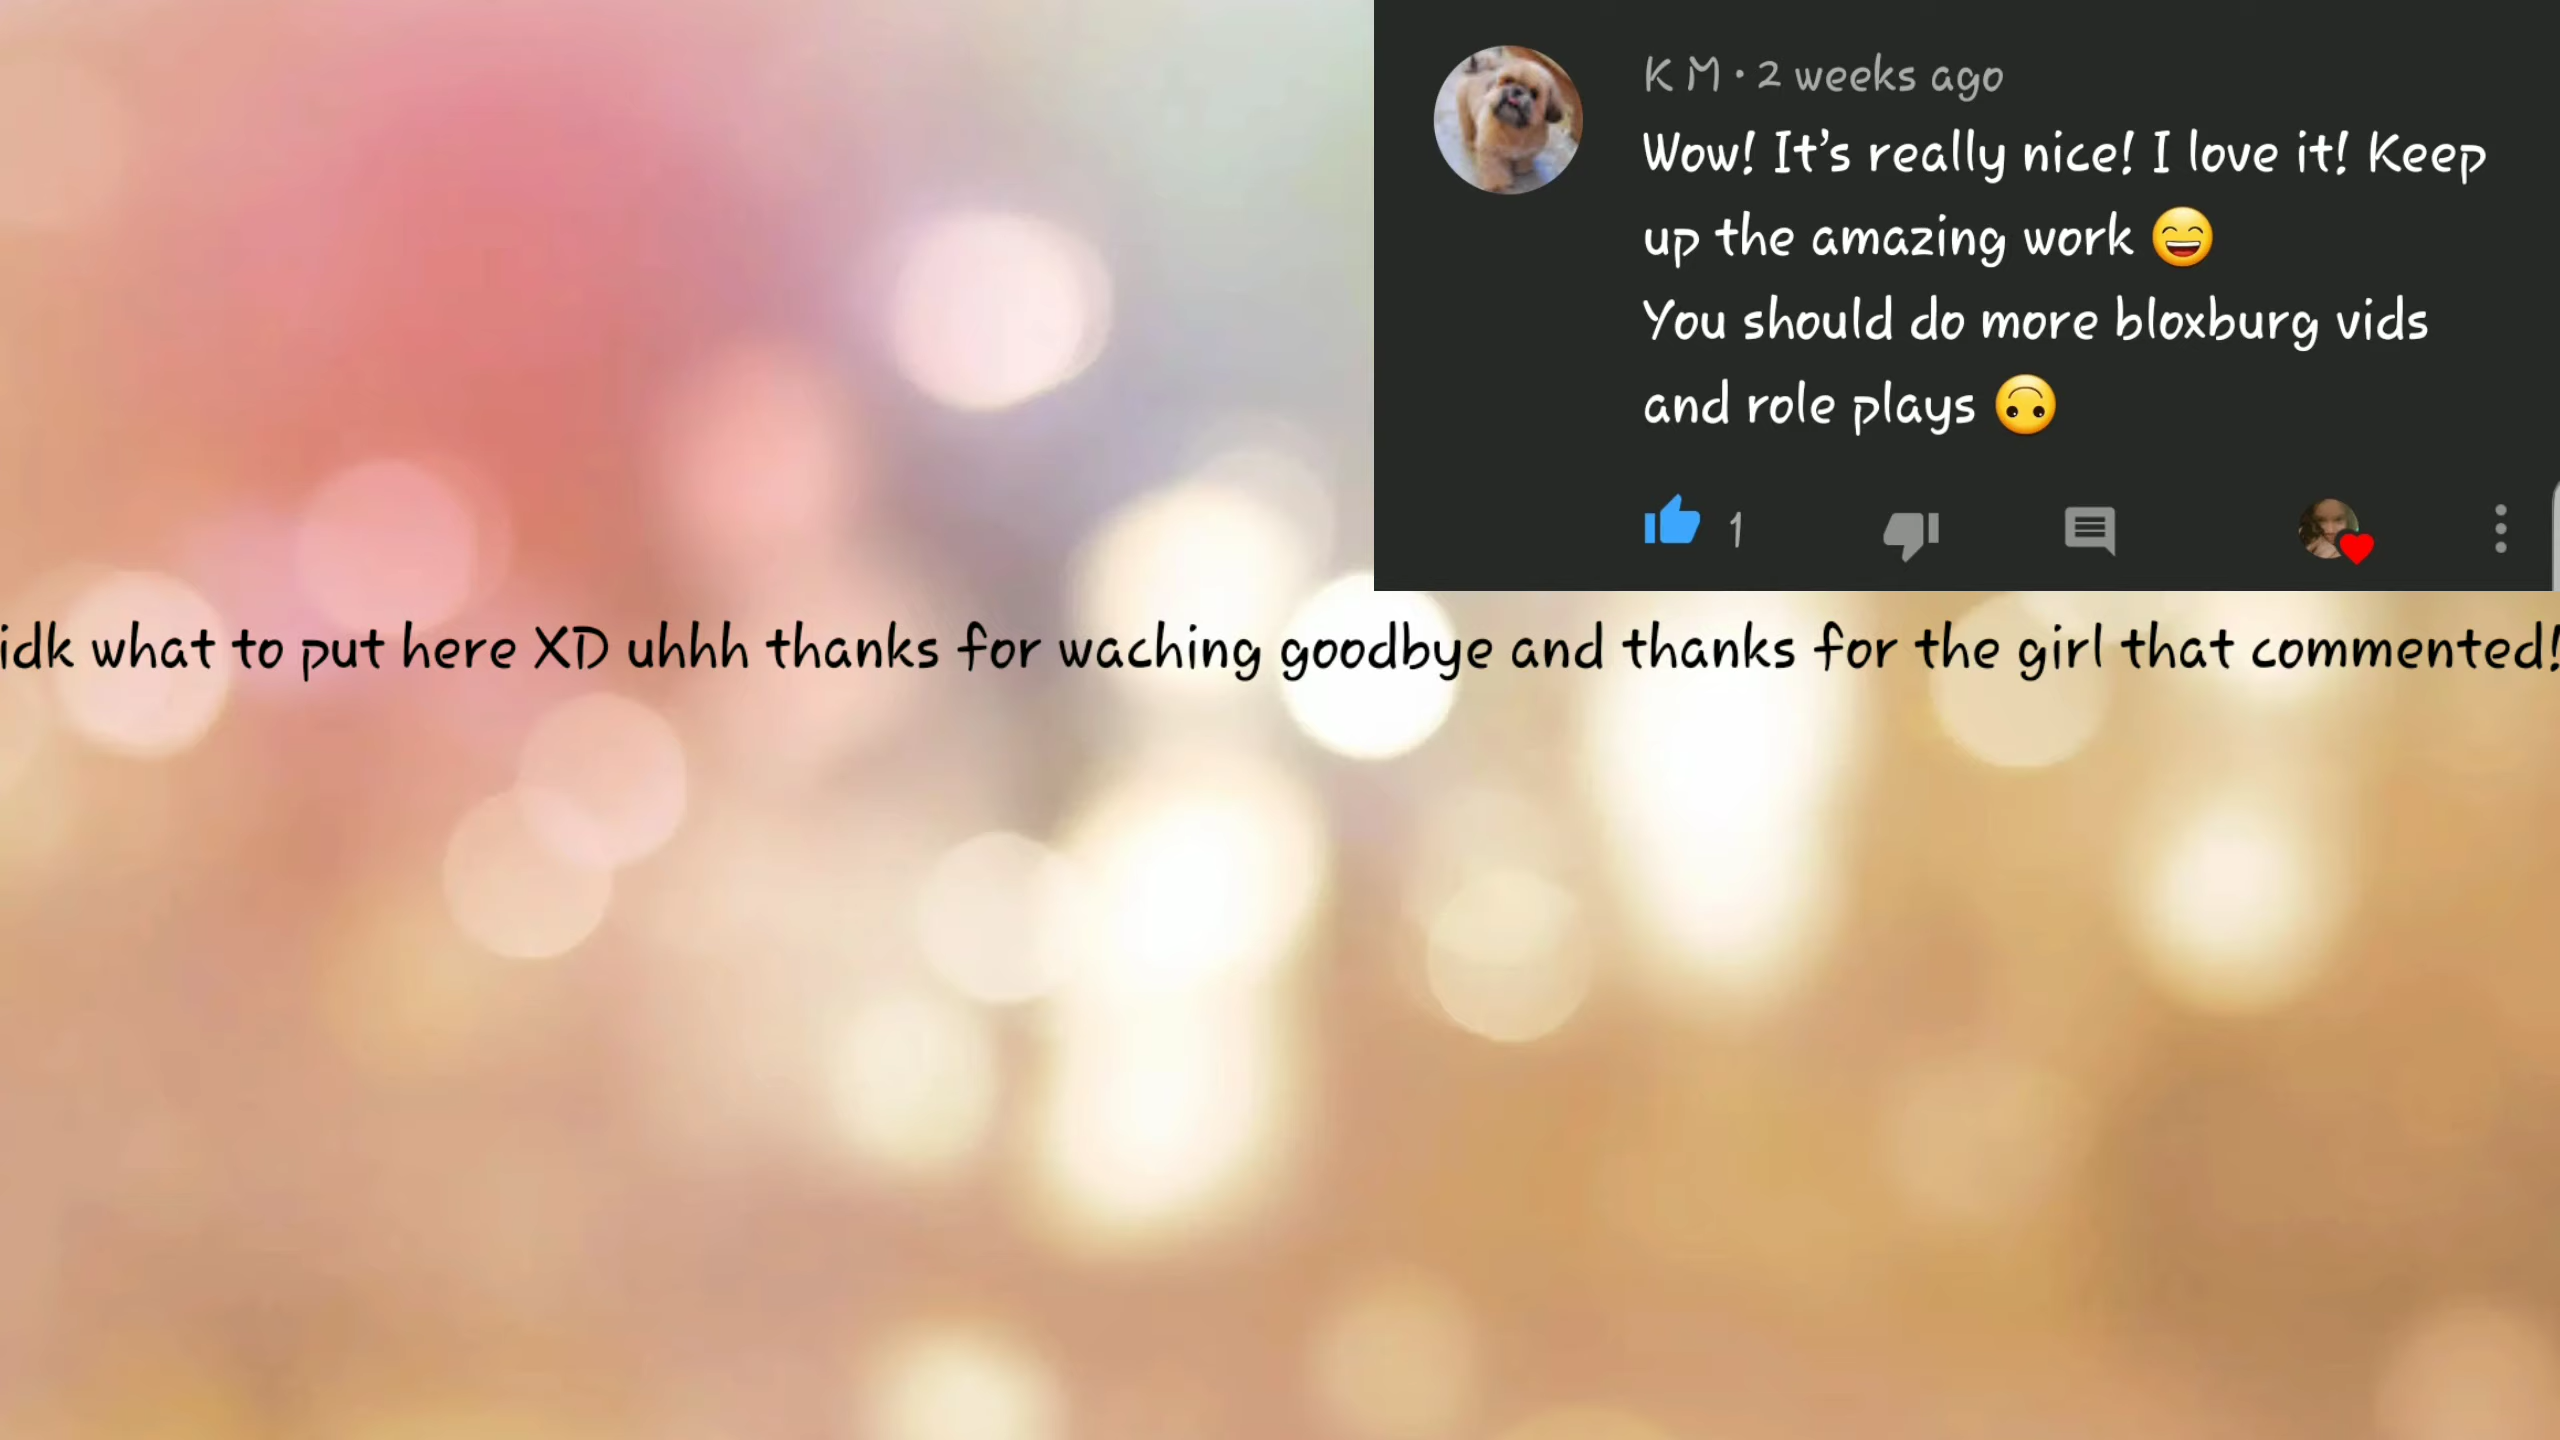 K M · 2 weeks ago
Wow! It's really nice! I love it! Keep
up the amazing work 😄
You should do more bloxburg vids
and role plays 🙃
1
idk what to put here XD uhhh thanks for waching goodbye and thanks for the girl that commented!